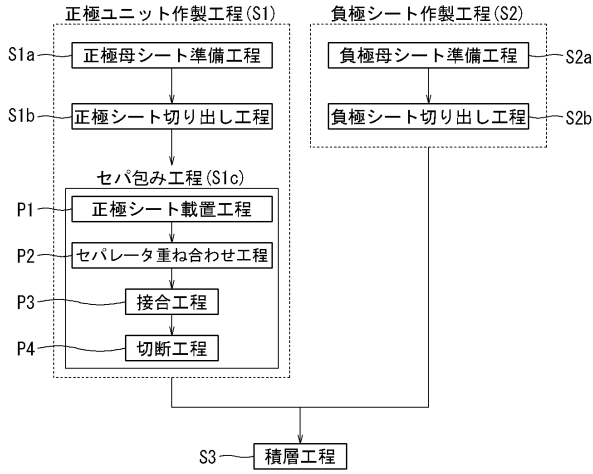 正極ユニット作製工程(S1)
S1a 正極母シート準備工程
S1b 正極シート切り出し工程
セパ包み工程(S1c)
P1 正極シート載置工程
P2 セパレータ重ね合わせ工程
P3 接合工程
P4 切断工程
負極シート作製工程(S2)
負極母シート準備工程 S2a
負極シート切り出し工程 S2b
S3 積層工程